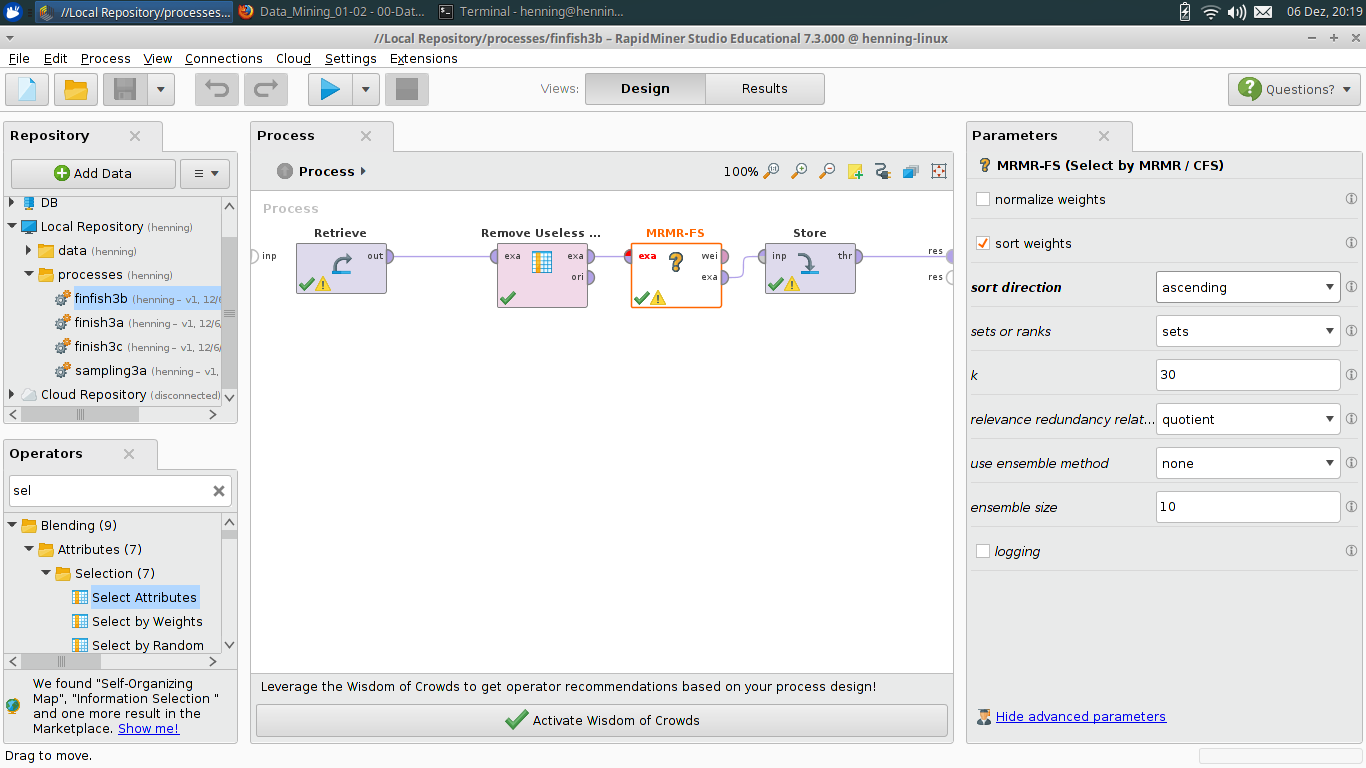 //Local Repository/processes...
Data_Mining_01-02 - 00-Dat...
Terminal - henning@hennin...
06 Dez, 20:19
//Local Repository/processes/finfish3b – RapidMiner Studio Educational 7.3.000 @ henning-linux
File Edit Process View Connections Cloud Settings Extensions
Views: Design Results
Questions?
Repository
Add Data
DB
Local Repository (henning)
data (henning)
processes (henning)
finfish3b (henning – v1, 12/6
finish3a (henning – v1, 12/6,
finish3c (henning – v1, 12/6,
sampling3a (henning – v1,
Cloud Repository (disconnected)
Operators
sel
Blending (9)
Attributes (7)
Selection (7)
Select Attributes
Select by Weights
Select by Random
We found "Self-Organizing
Map", "Information Selection "
and one more result in the
Marketplace. Show me!
Drag to move.
Process
Process
100%
Process
inp
Retrieve
out
Remove Useless ...
exa exa
ori
MRMR-FS
exa wei
exa
Store
inp thr
res
res
Leverage the Wisdom of Crowds to get operator recommendations based on your process design!
Activate Wisdom of Crowds
Parameters
MRMR-FS (Select by MRMR / CFS)
normalize weights
sort weights
sort direction ascending
sets or ranks sets
k 30
relevance redundancy relat... quotient
use ensemble method none
ensemble size 10
logging
Hide advanced parameters